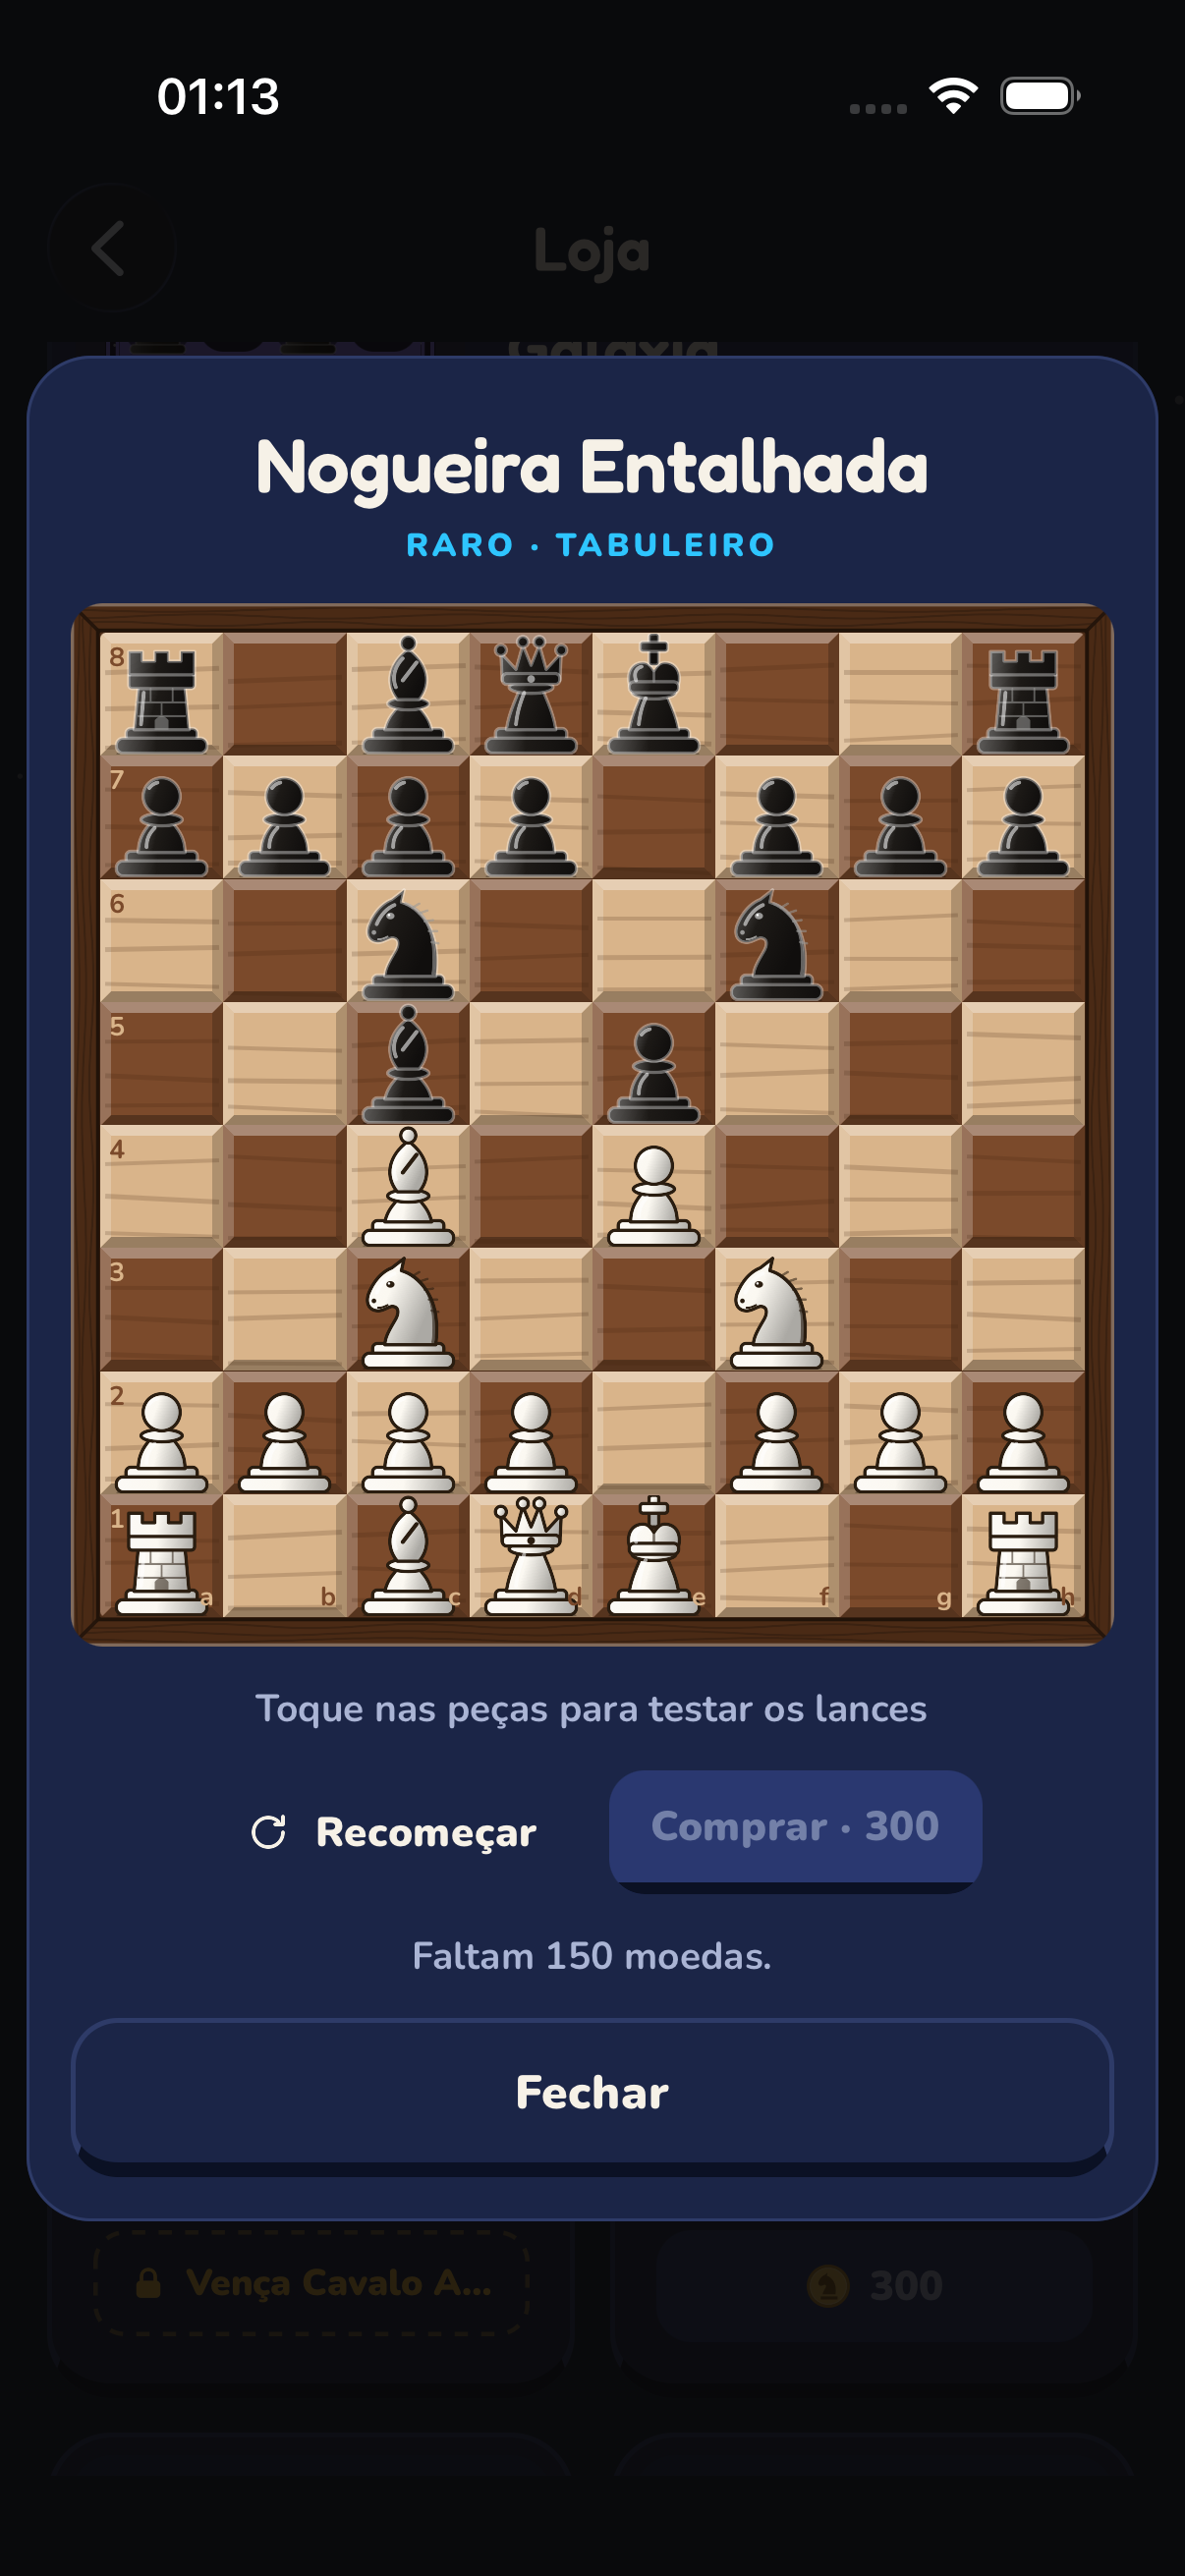 01:13
Loja
Galáxia
Nogueira Entalhada
RARO · TABULEIRO
8
7
6
5
4
3
2
1
a b c d e f g h
Toque nas peças para testar os lances
Recomeçar
Comprar · 300
Faltam 150 moedas.
Fechar
Vença Cavalo A...
300